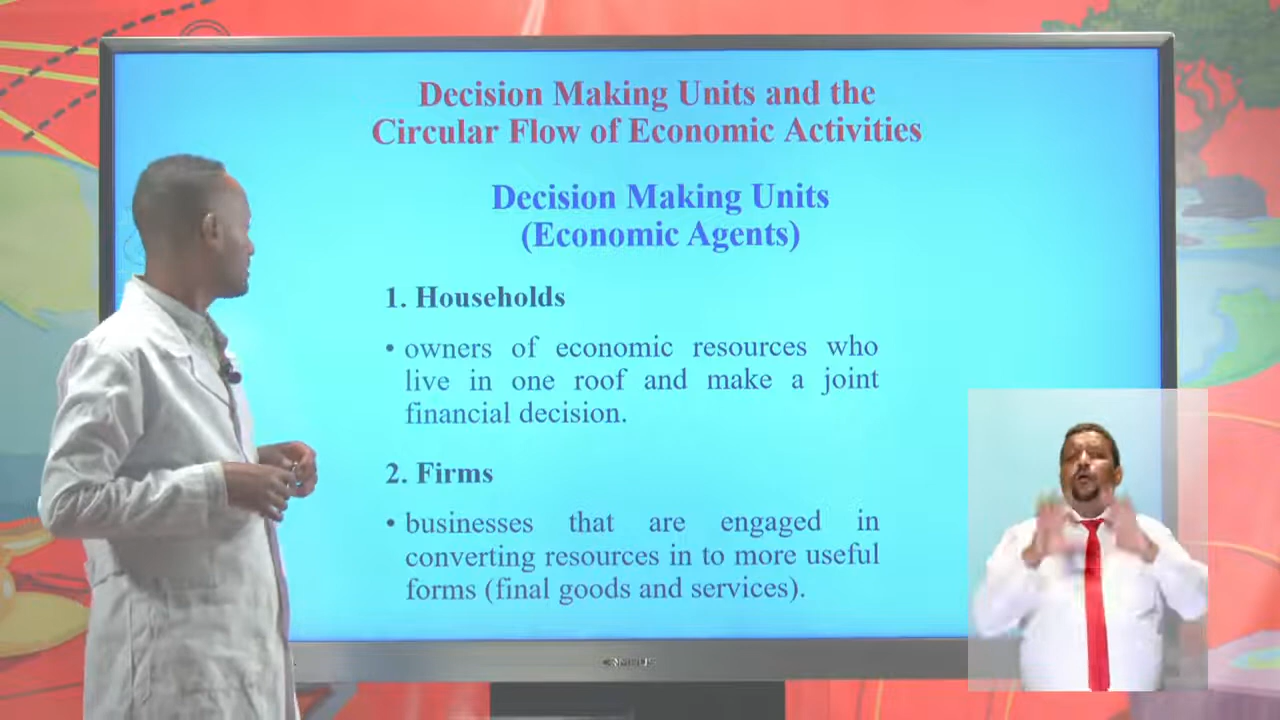 Decision Making Units and the
Circular Flow of Economic Activities
Decision Making Units
(Economic Agents)
1. Households
• owners of economic resources who
live in one roof and make a joint
financial decision.
2. Firms
• businesses that are engaged in
converting resources in to more useful
forms (final goods and services).